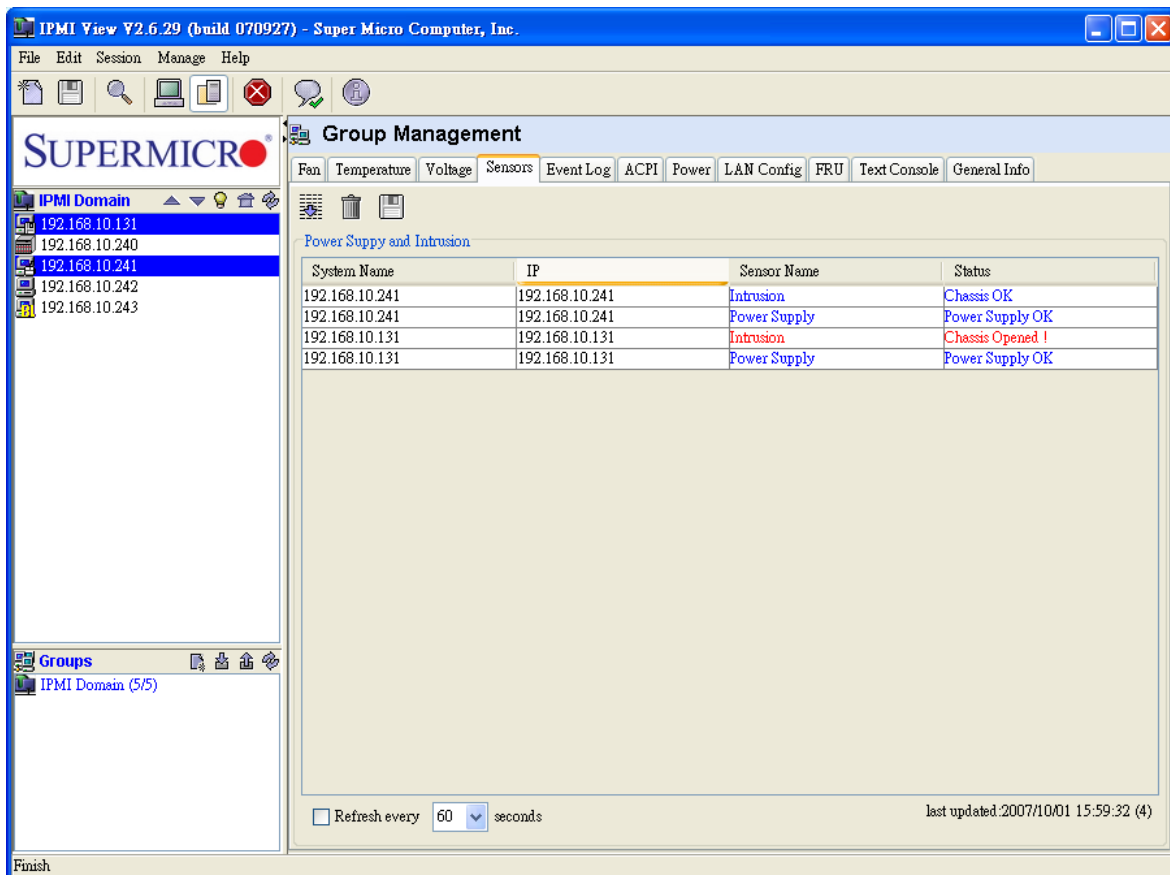 IPMI View V2.6.29 (build 070927) - Super Micro Computer, Inc.
File Edit Session Manage Help
SUPERMICRO
Group Management
Fan Temperature Voltage Sensors Event Log ACPI Power LAN Config FRU Text Console General Info
IPMI Domain
192.168.10.131
192.168.10.240
192.168.10.241
192.168.10.242
192.168.10.243
Power Suppy and Intrusion
System Name IP Sensor Name Status
192.168.10.241 192.168.10.241 Intrusion Chassis OK
192.168.10.241 192.168.10.241 Power Supply Power Supply OK
192.168.10.131 192.168.10.131 Intrusion Chassis Opened !
192.168.10.131 192.168.10.131 Power Supply Power Supply OK
Groups
IPMI Domain (5/5)
Refresh every 60 seconds
last updated:2007/10/01 15:59:32 (4)
Finish